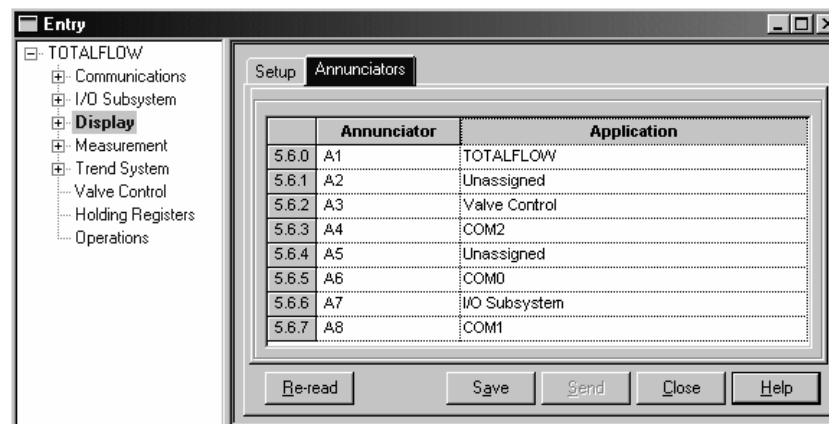 Entry
TOTALFLOW
Communications
I/O Subsystem
Display
Measurement
Trend System
Valve Control
Holding Registers
Operations
Setup Annunciators
Annunciator Application
5.6.0 A1 TOTALFLOW
5.6.1 A2 Unassigned
5.6.2 A3 Valve Control
5.6.3 A4 COM2
5.6.4 A5 Unassigned
5.6.5 A6 COM0
5.6.6 A7 I/O Subsystem
5.6.7 A8 COM1
Re-read Save Send Close Help